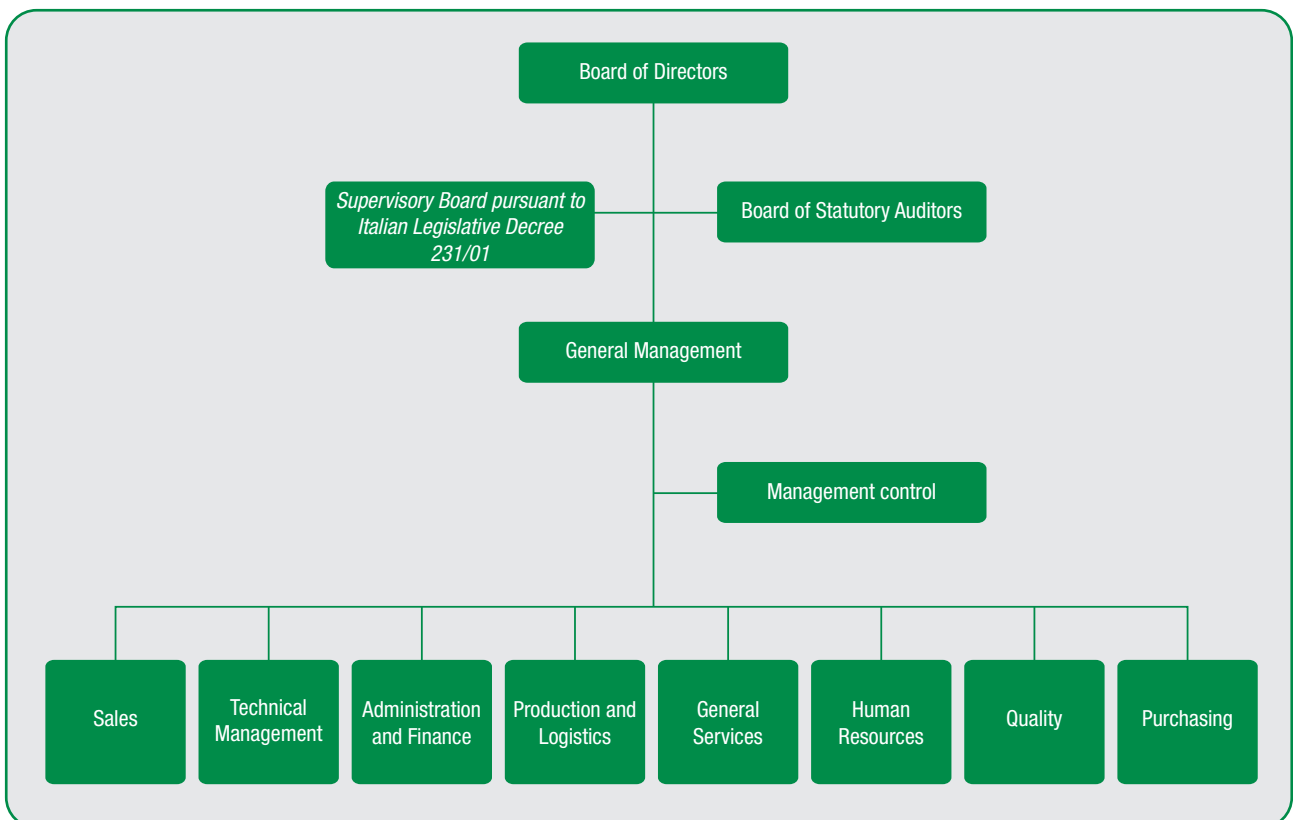 Board of Directors
Supervisory Board pursuant to
Italian Legislative Decree
231/01
Board of Statutory Auditors
General Management
Management control
Sales
Technical
Management
Administration
and Finance
Production and
Logistics
General
Services
Human
Resources
Quality
Purchasing